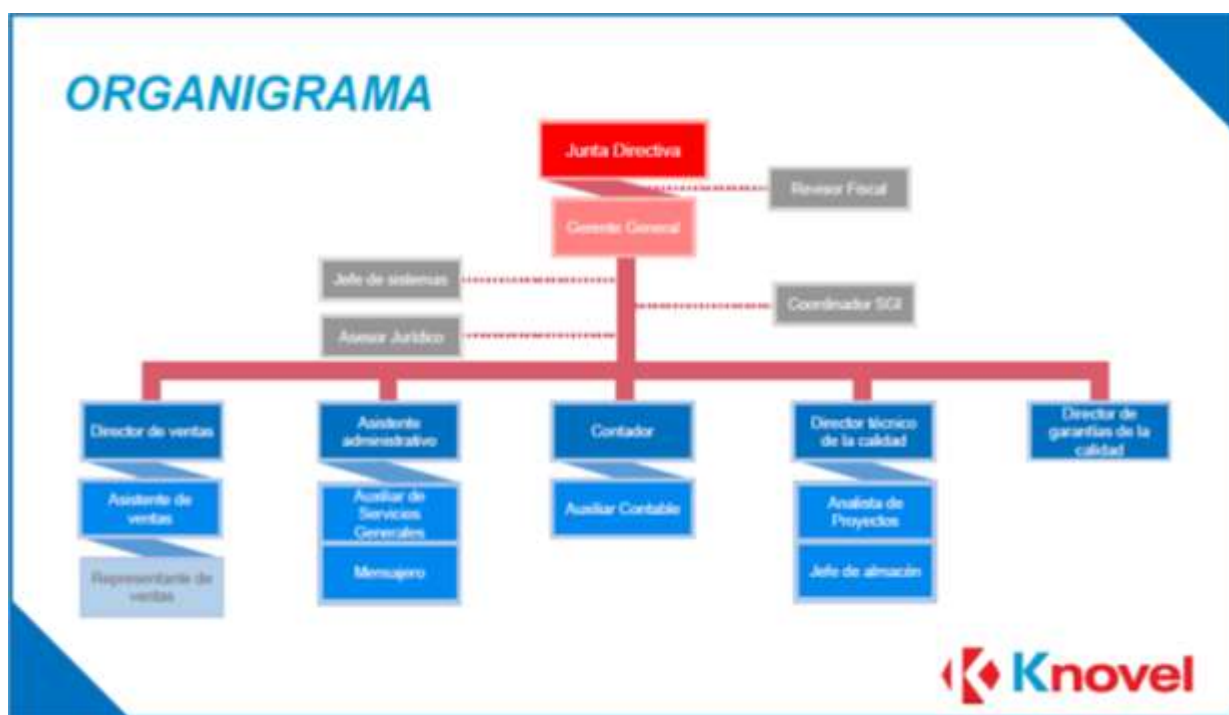 ORGANIGRAMA
Junta Directiva
Revisor Fiscal
Gerente General
Jefe de sistemas
Coordinador SGI
Asesor Jurídico
Director de ventas
Asistente
administrativo
Contador
Director técnico
de la calidad
Director de
garantías de la
calidad
Asistente de
ventas
Auxiliar de
Servicios
Generales
Auxiliar Contable
Analista de
Proyectos
Representante de
ventas
Mensajero
Jefe de almacén
Knovel